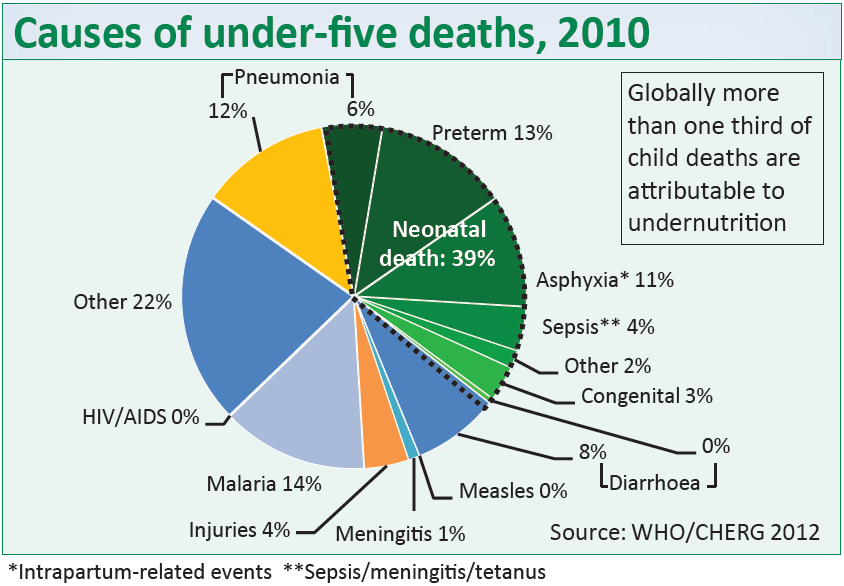 Causes of under-five deaths, 2010
Pneumonia
12%
6%
Preterm 13%
Globally more
than one third of
child deaths are
attributable to
undernutrition
Neonatal
death: 39%
Asphyxia* 11%
Sepsis** 4%
Other 2%
Congenital 3%
Other 22%
HIV/AIDS 0%
Malaria 14%
Injuries 4%
Meningitis 1%
Measles 0%
8%
0%
Diarrhoea
Source: WHO/CHERG 2012
*Intrapartum-related events **Sepsis/meningitis/tetanus